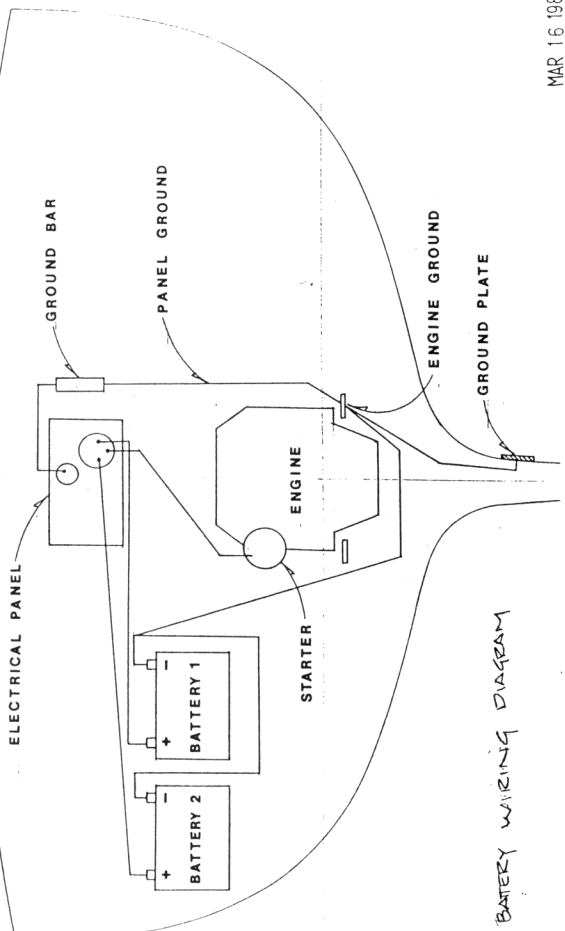 MAR 16 198
GROUND BAR
PANEL GROUND
ENGINE GROUND
GROUND PLATE
ELECTRICAL PANEL
ENGINE
STARTER
+ −
BATTERY 1
+ −
BATTERY 2
BATERY WIRING DIAGRAM